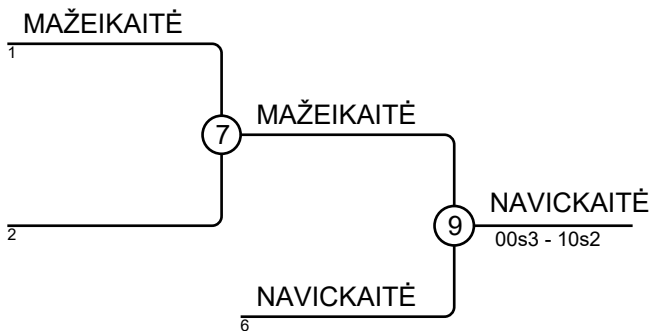 MAŽEIKAITĖ
1
7
MAŽEIKAITĖ
2
9
NAVICKAITĖ
00s3 - 10s2
NAVICKAITĖ
6